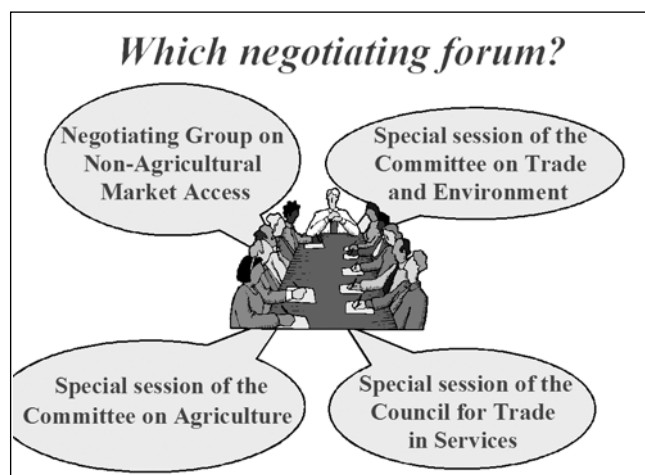 Which negotiating forum?
Negotiating Group on
Non-Agricultural
Market Access
Special session of the
Committee on Trade
and Environment
Special session of the
Committee on Agriculture
Special session of the
Council for Trade
in Services